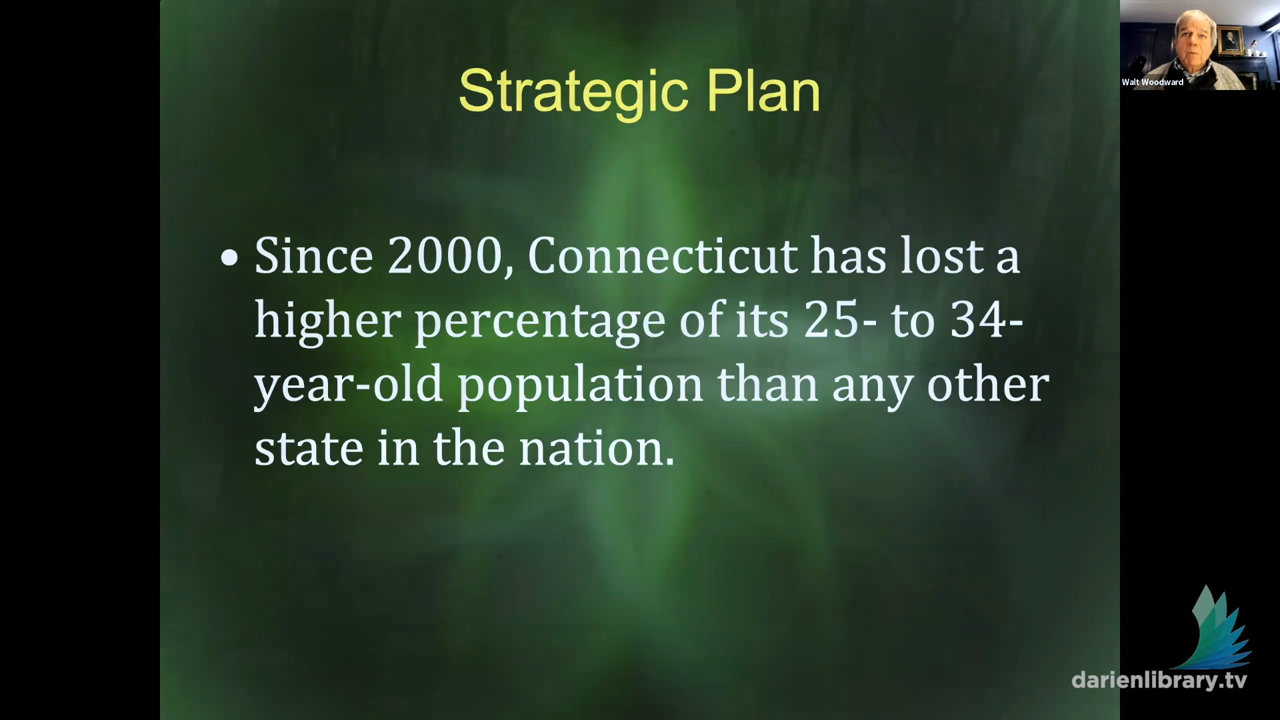 Strategic Plan
• Since 2000, Connecticut has lost a
higher percentage of its 25- to 34-
year-old population than any other
state in the nation.
Walt Woodward
darienlibrary.tv